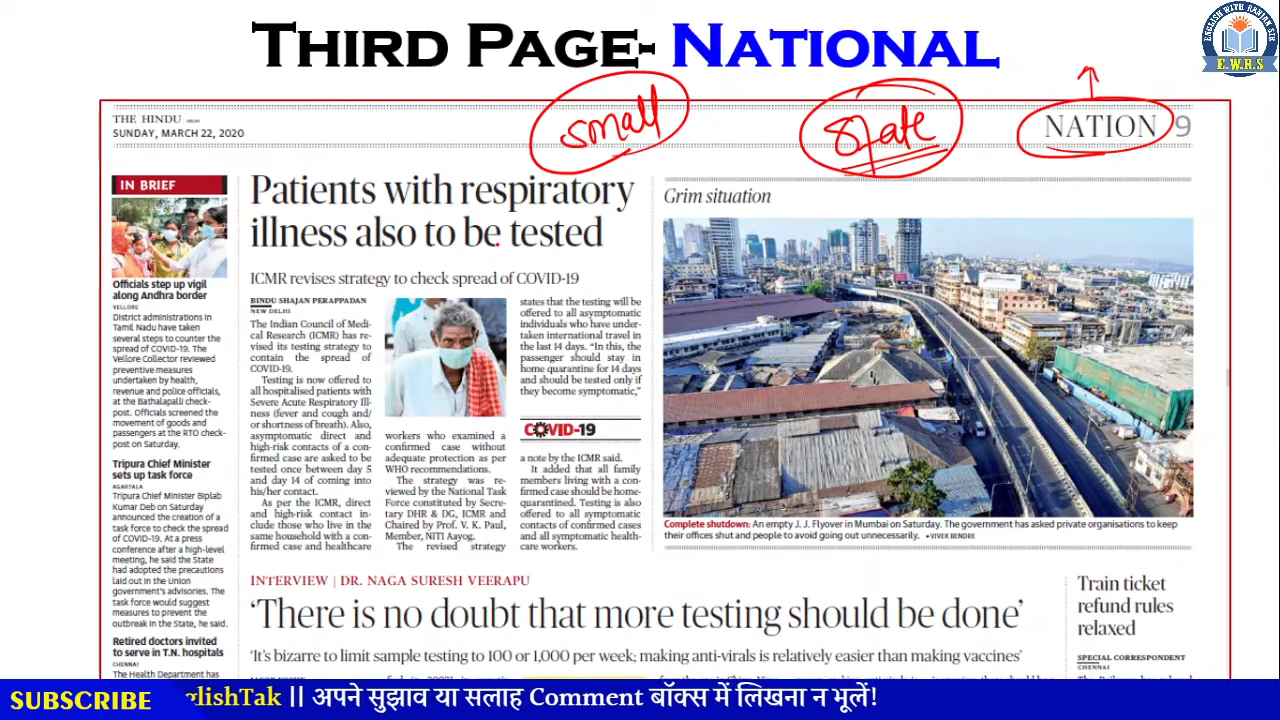 THIRD PAGE- NATIONAL
ENGLISH WITH RANJAN SIR
E.W.R.S
small
state
THE HINDU DELHI
SUNDAY, MARCH 22, 2020
NATION 9
IN BRIEF
Officials step up vigil
along Andhra border
VELLORE
District administrations in
Tamil Nadu have taken
several steps to counter the
spread of COVID-19. The
Vellore Collector reviewed
preventive measures
undertaken by health,
revenue and police officials,
at the Bathalapalli check-
post. Officials screened the
movement of goods and
passengers at the RTO check-
post on Saturday.
Tripura Chief Minister
sets up task force
AGARTALA
Tripura Chief Minister Biplab
Kumar Deb on Saturday
announced the creation of a
task force to check the spread
of COVID-19. At a press
conference after a high-level
meeting, he said the State
had adopted the precautions
laid out in the Union
government's advisories. The
task force would suggest
measures to prevent the
outbreak in the State, he said.
Retired doctors invited
to serve in T.N. hospitals
CHENNAI
The Health Department has
Patients with respiratory
illness also to be tested
ICMR revises strategy to check spread of COVID-19
BINDU SHAJAN PERAPPADAN
NEW DELHI
The Indian Council of Medi-
cal Research (ICMR) has re-
vised its testing strategy to
contain the spread of
COVID-19.
Testing is now offered to
all hospitalised patients with
Severe Acute Respiratory Ill-
ness (fever and cough and/
or shortness of breath). Also,
asymptomatic direct and
high-risk contacts of a con-
firmed case are asked to be
tested once between day 5
and day 14 of coming into
his/her contact.
As per the ICMR, direct
and high-risk contact in-
clude those who live in the
same household with a con-
firmed case and healthcare
workers who examined a
confirmed case without
adequate protection as per
WHO recommendations.
The strategy was re-
viewed by the National Task
Force constituted by Secre-
tary DHR & DG, ICMR and
Chaired by Prof. V. K. Paul,
Member, NITI Aayog.
The revised strategy
states that the testing will be
offered to all asymptomatic
individuals who have under-
taken international travel in
the last 14 days. "In this, the
passenger should stay in
home quarantine for 14 days
and should be tested only if
they become symptomatic,"
COVID-19
a note by the ICMR said.
It added that all family
members living with a con-
firmed case should be home-
quarantined. Testing is also
offered to all symptomatic
contacts of confirmed cases
and all symptomatic health-
care workers.
Grim situation
Complete shutdown: An empty J. J. Flyover in Mumbai on Saturday. The government has asked private organisations to keep
their offices shut and people to avoid going out unnecessarily. • VIVEK BENDRE
INTERVIEW | DR. NAGA SURESH VEERAPU
'There is no doubt that more testing should be done'
'It's bizarre to limit sample testing to 100 or 1,000 per week; making anti-virals is relatively easier than making vaccines'
Train ticket
refund rules
relaxed
SPECIAL CORRESPONDENT
CHENNAI
SUBSCRIBE
glishTak || अपने सुझाव या सलाह Comment बॉक्स में लिखना न भूलें!